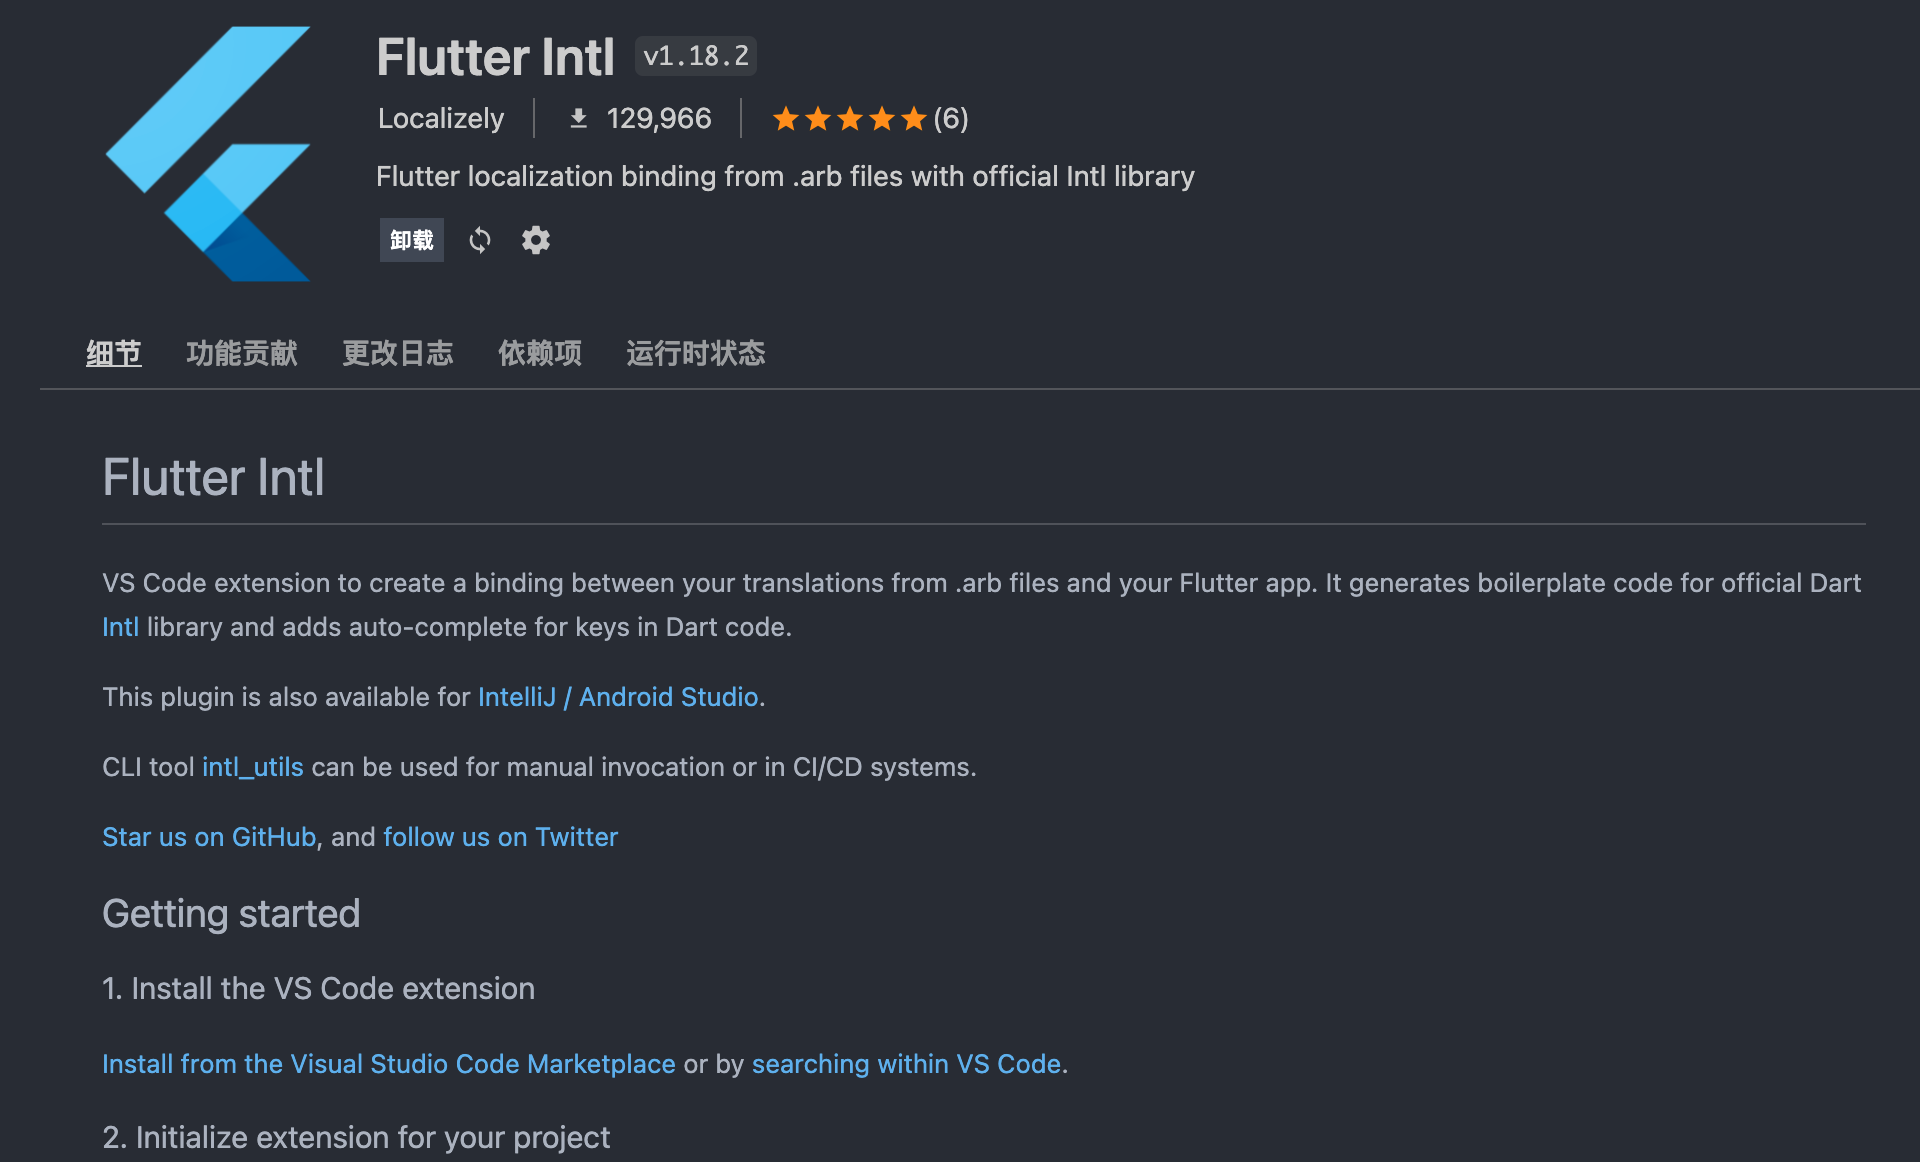 Flutter Intl v1.18.2
Localizely 129,966 (6)
Flutter localization binding from .arb files with official Intl library
卸载
细节 功能贡献 更改日志 依赖项 运行时状态
Flutter Intl
VS Code extension to create a binding between your translations from .arb files and your Flutter app. It generates boilerplate code for official Dart
Intl library and adds auto-complete for keys in Dart code.
This plugin is also available for IntelliJ / Android Studio.
CLI tool intl_utils can be used for manual invocation or in CI/CD systems.
Star us on GitHub, and follow us on Twitter
Getting started
1. Install the VS Code extension
Install from the Visual Studio Code Marketplace or by searching within VS Code.
2. Initialize extension for your project